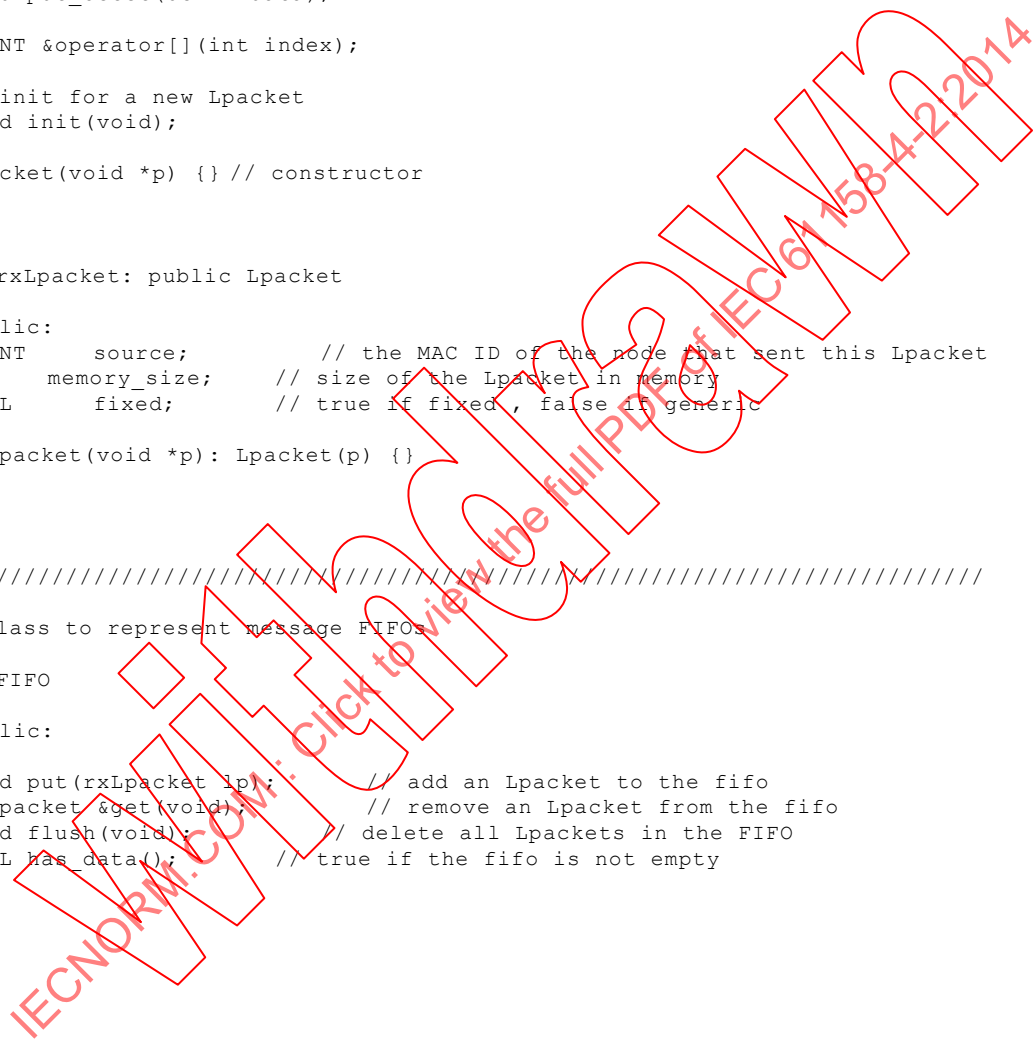 NT &operator[](int index);
init for a new Lpacket
d init(void);
cket(void *p) {} // constructor
rxLpacket: public Lpacket
lic:
NT source; // the MAC ID of the node that sent this Lpacket
memory_size; // size of the Lpacket in memory
L fixed; // true if fixed , false if generic
packet(void *p): Lpacket(p) {}
//////////////////////////////////////////////////////////////////////////
lass to represent message FIFOs
FIFO
lic:
d put(rxLpacket lp); // add an Lpacket to the fifo
packet &get(void); // remove an Lpacket from the fifo
d flush(void); // delete all Lpackets in the FIFO
L has_data(); // true if the fifo is not empty
withdrawn
IECNORM.COM : Click to view the full PDF of IEC 61158-4-2:2014